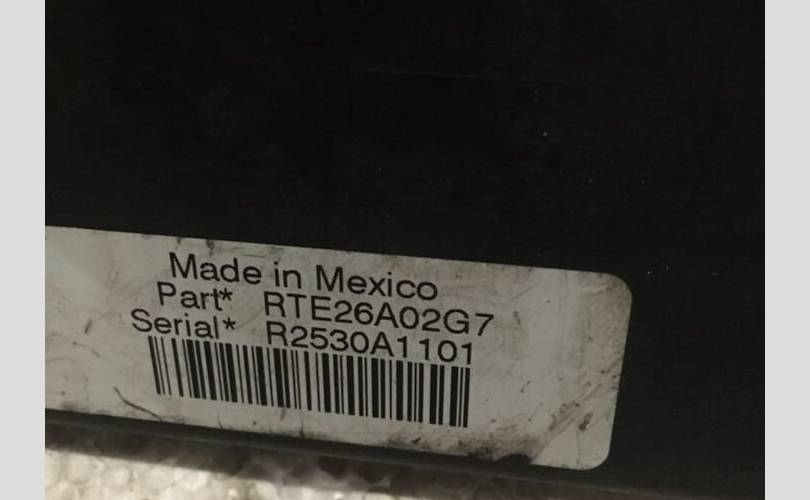 Made in Mexico
Part* RTE26A02G7
Serial* R2530A1101